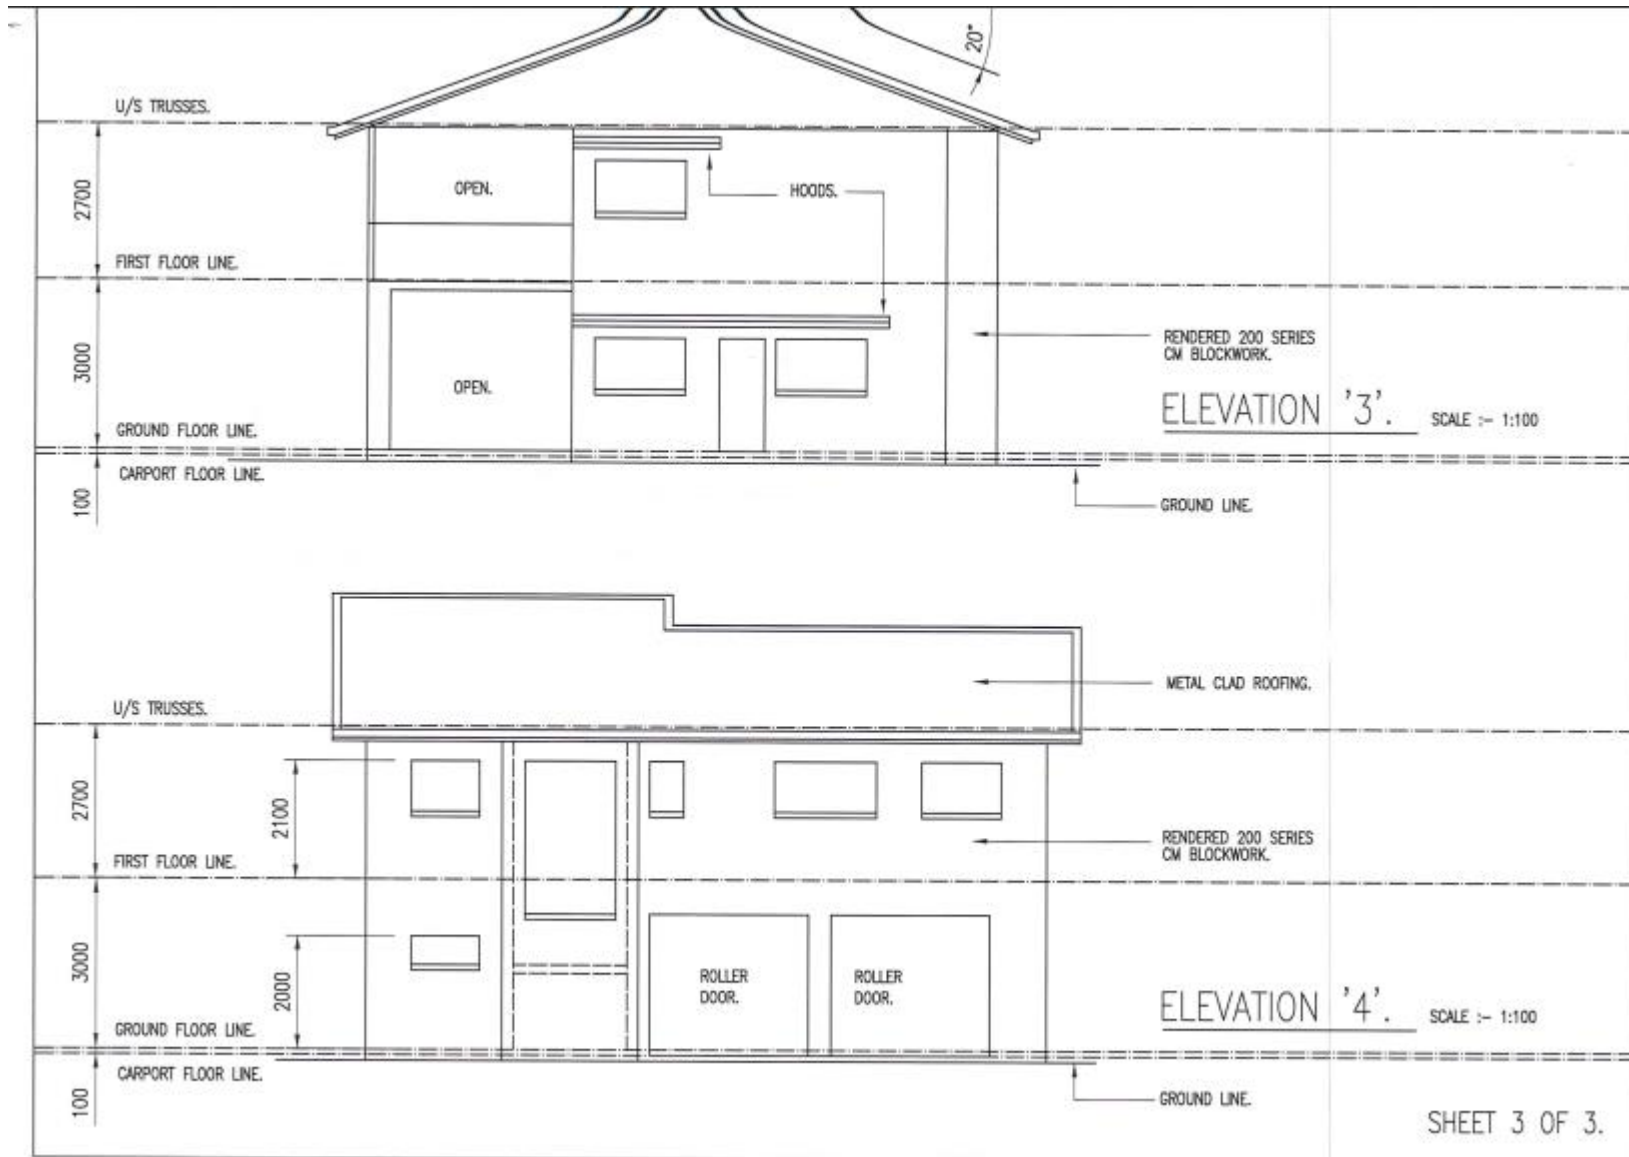 20°
U/S TRUSSES.
OPEN.
HOODS.
2700
FIRST FLOOR LINE.
RENDERED 200 SERIES
CM BLOCKWORK.
3000
OPEN.
ELEVATION '3'. SCALE :- 1:100
GROUND FLOOR LINE.
CARPORT FLOOR LINE.
100
GROUND LINE.
METAL CLAD ROOFING.
U/S TRUSSES.
2700
2100
RENDERED 200 SERIES
CM BLOCKWORK.
FIRST FLOOR LINE.
3000
2000
ROLLER
DOOR.
ROLLER
DOOR.
ELEVATION '4'. SCALE :- 1:100
GROUND FLOOR LINE.
CARPORT FLOOR LINE.
100
GROUND LINE.
SHEET 3 OF 3.